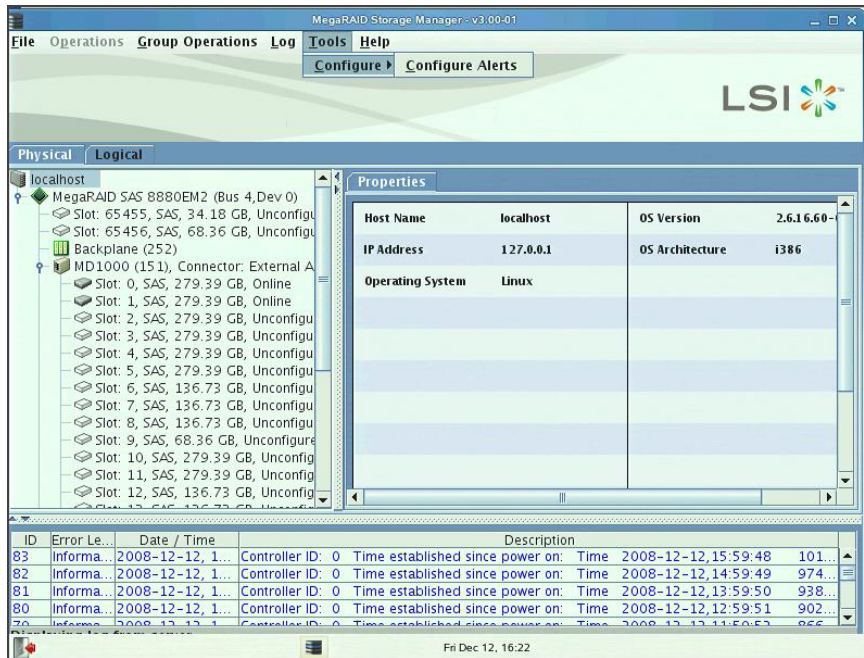 MegaRAID Storage Manager - v3.00-01
File Operations Group Operations Log Tools Help
Configure Configure Alerts
LSI
Physical Logical
localhost
MegaRAID SAS 8880EM2 (Bus 4,Dev 0)
Slot: 65455, SAS, 34.18 GB, Unconfigu
Slot: 65456, SAS, 68.36 GB, Unconfigu
Backplane (252)
MD1000 (151), Connector: External A
Slot: 0, SAS, 279.39 GB, Online
Slot: 1, SAS, 279.39 GB, Online
Slot: 2, SAS, 279.39 GB, Unconfigu
Slot: 3, SAS, 279.39 GB, Unconfigu
Slot: 4, SAS, 279.39 GB, Unconfigu
Slot: 5, SAS, 279.39 GB, Unconfigu
Slot: 6, SAS, 136.73 GB, Unconfigu
Slot: 7, SAS, 136.73 GB, Unconfigu
Slot: 8, SAS, 136.73 GB, Unconfigu
Slot: 9, SAS, 68.36 GB, Unconfigure
Slot: 10, SAS, 279.39 GB, Unconfig
Slot: 11, SAS, 279.39 GB, Unconfig
Slot: 12, SAS, 136.73 GB, Unconfig
Properties
Host Name localhost OS Version 2.6.16.60-
IP Address 127.0.0.1 OS Architecture i386
Operating System Linux
ID Error Le... Date / Time Description
83 Informa... 2008-12-12, 1... Controller ID: 0 Time established since power on: Time 2008-12-12,15:59:48 101...
82 Informa... 2008-12-12, 1... Controller ID: 0 Time established since power on: Time 2008-12-12,14:59:49 974...
81 Informa... 2008-12-12, 1... Controller ID: 0 Time established since power on: Time 2008-12-12,13:59:50 938...
80 Informa... 2008-12-12, 1... Controller ID: 0 Time established since power on: Time 2008-12-12,12:59:51 902...
Displaying log from server
Fri Dec 12, 16:22